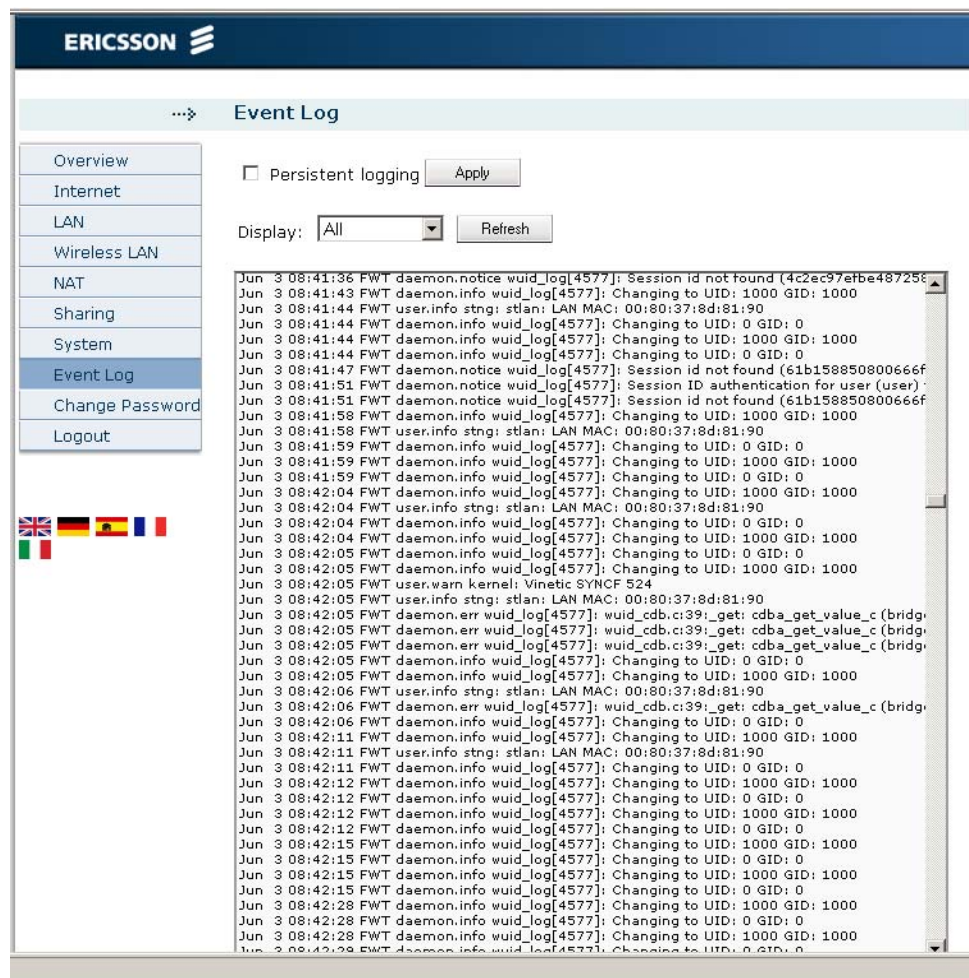 ERICSSON
Event Log
Overview
Internet
LAN
Wireless LAN
NAT
Sharing
System
Event Log
Change Password
Logout
Persistent logging Apply
Display: All Refresh
Jun 3 08:41:36 FWT daemon.notice wuid_log[4577]: Session id not found (4c2ec97efbe487258
Jun 3 08:41:43 FWT daemon.info wuid_log[4577]: Changing to UID: 1000 GID: 1000
Jun 3 08:41:44 FWT user.info stng: stlan: LAN MAC: 00:80:37:8d:81:90
Jun 3 08:41:44 FWT daemon.info wuid_log[4577]: Changing to UID: 0 GID: 0
Jun 3 08:41:44 FWT daemon.info wuid_log[4577]: Changing to UID: 1000 GID: 1000
Jun 3 08:41:44 FWT daemon.info wuid_log[4577]: Changing to UID: 0 GID: 0
Jun 3 08:41:47 FWT daemon.notice wuid_log[4577]: Session id not found (61b158850800666f
Jun 3 08:41:51 FWT daemon.notice wuid_log[4577]: Session ID authentication for user (user)
Jun 3 08:41:51 FWT daemon.notice wuid_log[4577]: Session id not found (61b158850800666f
Jun 3 08:41:58 FWT daemon.info wuid_log[4577]: Changing to UID: 1000 GID: 1000
Jun 3 08:41:58 FWT user.info stng: stlan: LAN MAC: 00:80:37:8d:81:90
Jun 3 08:41:59 FWT daemon.info wuid_log[4577]: Changing to UID: 0 GID: 0
Jun 3 08:41:59 FWT daemon.info wuid_log[4577]: Changing to UID: 1000 GID: 1000
Jun 3 08:41:59 FWT daemon.info wuid_log[4577]: Changing to UID: 0 GID: 0
Jun 3 08:42:04 FWT daemon.info wuid_log[4577]: Changing to UID: 1000 GID: 1000
Jun 3 08:42:04 FWT user.info stng: stlan: LAN MAC: 00:80:37:8d:81:90
Jun 3 08:42:04 FWT daemon.info wuid_log[4577]: Changing to UID: 0 GID: 0
Jun 3 08:42:04 FWT daemon.info wuid_log[4577]: Changing to UID: 1000 GID: 1000
Jun 3 08:42:05 FWT daemon.info wuid_log[4577]: Changing to UID: 0 GID: 0
Jun 3 08:42:05 FWT daemon.info wuid_log[4577]: Changing to UID: 1000 GID: 1000
Jun 3 08:42:05 FWT user.warn kernel: Vinetic SYNCF 524
Jun 3 08:42:05 FWT user.info stng: stlan: LAN MAC: 00:80:37:8d:81:90
Jun 3 08:42:05 FWT daemon.err wuid_log[4577]: wuid_cdb.c:39:_get: cdba_get_value_c (bridg
Jun 3 08:42:05 FWT daemon.err wuid_log[4577]: wuid_cdb.c:39:_get: cdba_get_value_c (bridg
Jun 3 08:42:05 FWT daemon.err wuid_log[4577]: wuid_cdb.c:39:_get: cdba_get_value_c (bridg
Jun 3 08:42:05 FWT daemon.info wuid_log[4577]: Changing to UID: 0 GID: 0
Jun 3 08:42:05 FWT daemon.info wuid_log[4577]: Changing to UID: 1000 GID: 1000
Jun 3 08:42:06 FWT user.info stng: stlan: LAN MAC: 00:80:37:8d:81:90
Jun 3 08:42:06 FWT daemon.err wuid_log[4577]: wuid_cdb.c:39:_get: cdba_get_value_c (bridg
Jun 3 08:42:06 FWT daemon.info wuid_log[4577]: Changing to UID: 0 GID: 0
Jun 3 08:42:11 FWT daemon.info wuid_log[4577]: Changing to UID: 1000 GID: 1000
Jun 3 08:42:11 FWT user.info stng: stlan: LAN MAC: 00:80:37:8d:81:90
Jun 3 08:42:11 FWT daemon.info wuid_log[4577]: Changing to UID: 0 GID: 0
Jun 3 08:42:12 FWT daemon.info wuid_log[4577]: Changing to UID: 1000 GID: 1000
Jun 3 08:42:12 FWT daemon.info wuid_log[4577]: Changing to UID: 0 GID: 0
Jun 3 08:42:12 FWT daemon.info wuid_log[4577]: Changing to UID: 1000 GID: 1000
Jun 3 08:42:12 FWT daemon.info wuid_log[4577]: Changing to UID: 0 GID: 0
Jun 3 08:42:15 FWT daemon.info wuid_log[4577]: Changing to UID: 1000 GID: 1000
Jun 3 08:42:15 FWT daemon.info wuid_log[4577]: Changing to UID: 0 GID: 0
Jun 3 08:42:15 FWT daemon.info wuid_log[4577]: Changing to UID: 1000 GID: 1000
Jun 3 08:42:15 FWT daemon.info wuid_log[4577]: Changing to UID: 0 GID: 0
Jun 3 08:42:28 FWT daemon.info wuid_log[4577]: Changing to UID: 1000 GID: 1000
Jun 3 08:42:28 FWT daemon.info wuid_log[4577]: Changing to UID: 0 GID: 0
Jun 3 08:42:28 FWT daemon.info wuid_log[4577]: Changing to UID: 1000 GID: 1000
Jun 3 08:42:29 FWT daemon.info wuid_log[4577]: Changing to UID: 0 GID: 0